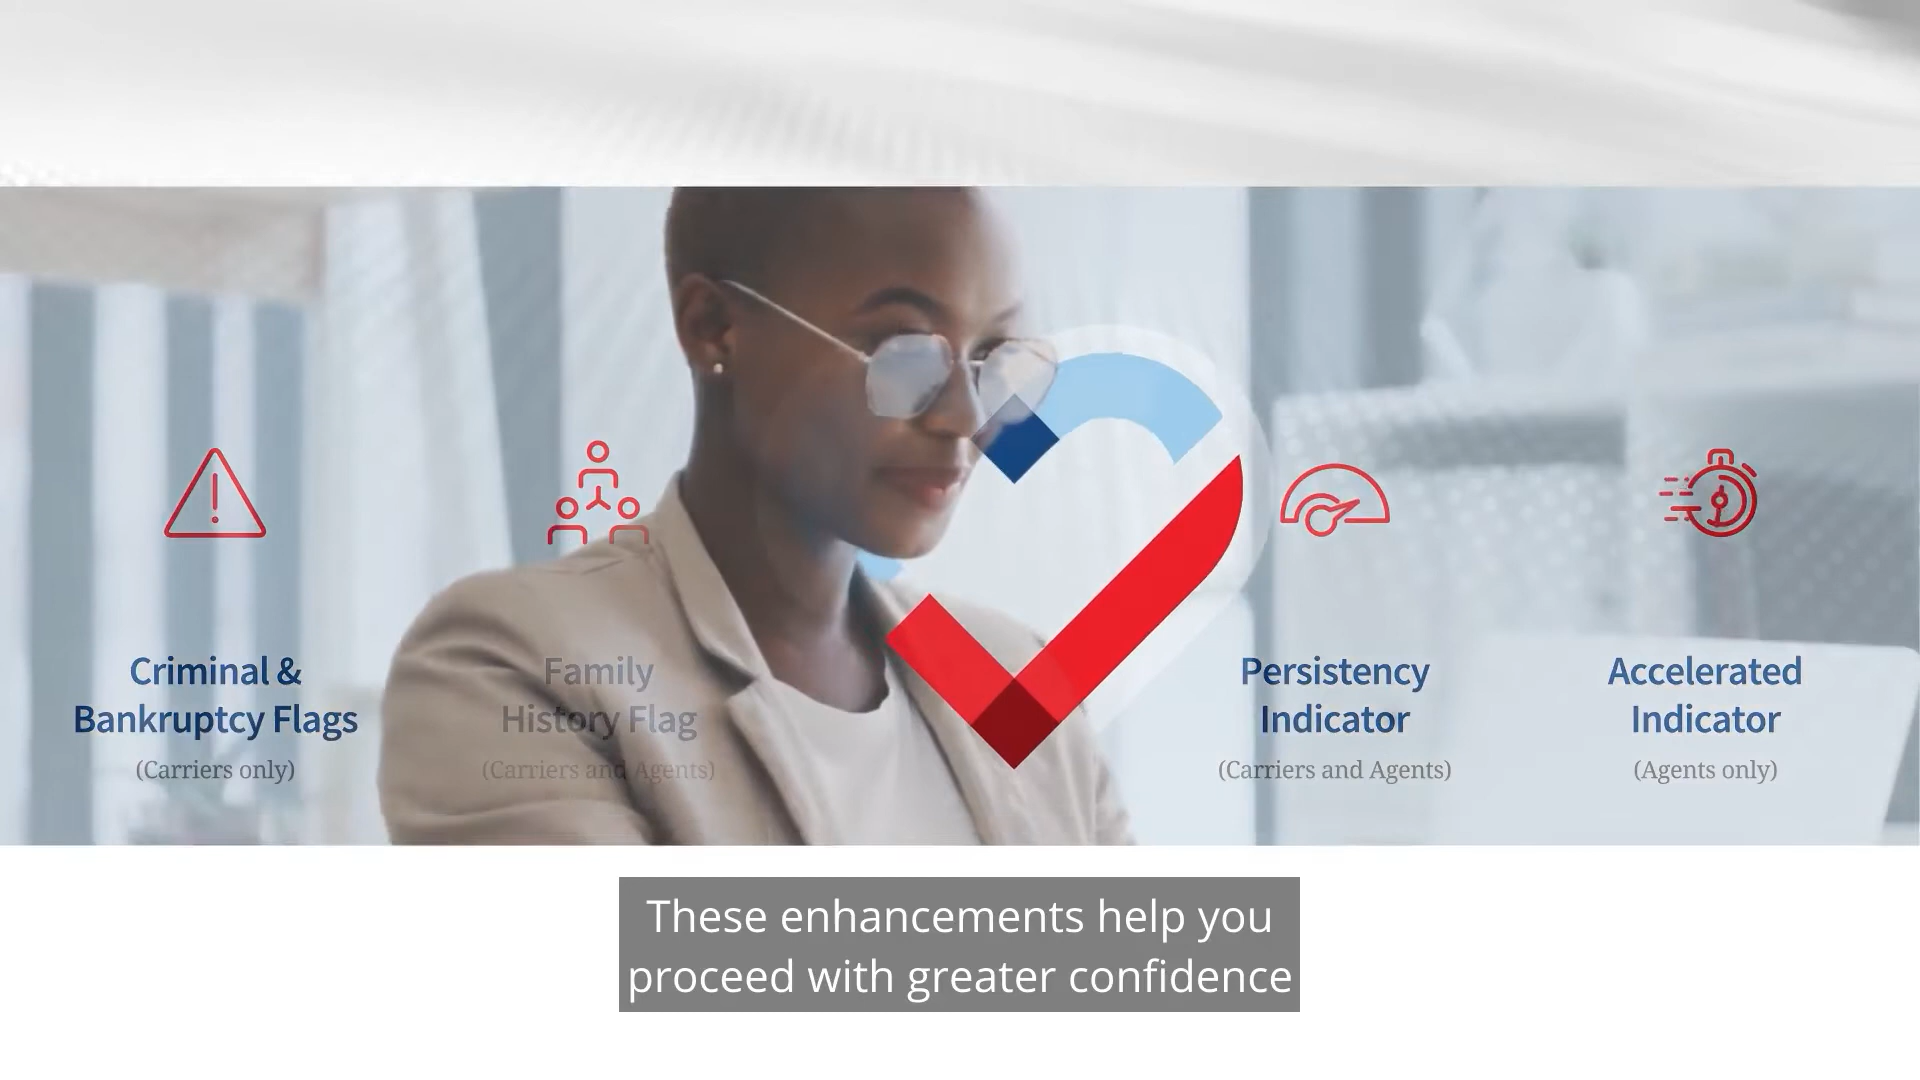 Criminal &
Bankruptcy Flags
(Carriers only)
Family
History Flag
(Carriers and Agents)
Persistency
Indicator
(Carriers and Agents)
Accelerated
Indicator
(Agents only)
These enhancements help you
proceed with greater confidence